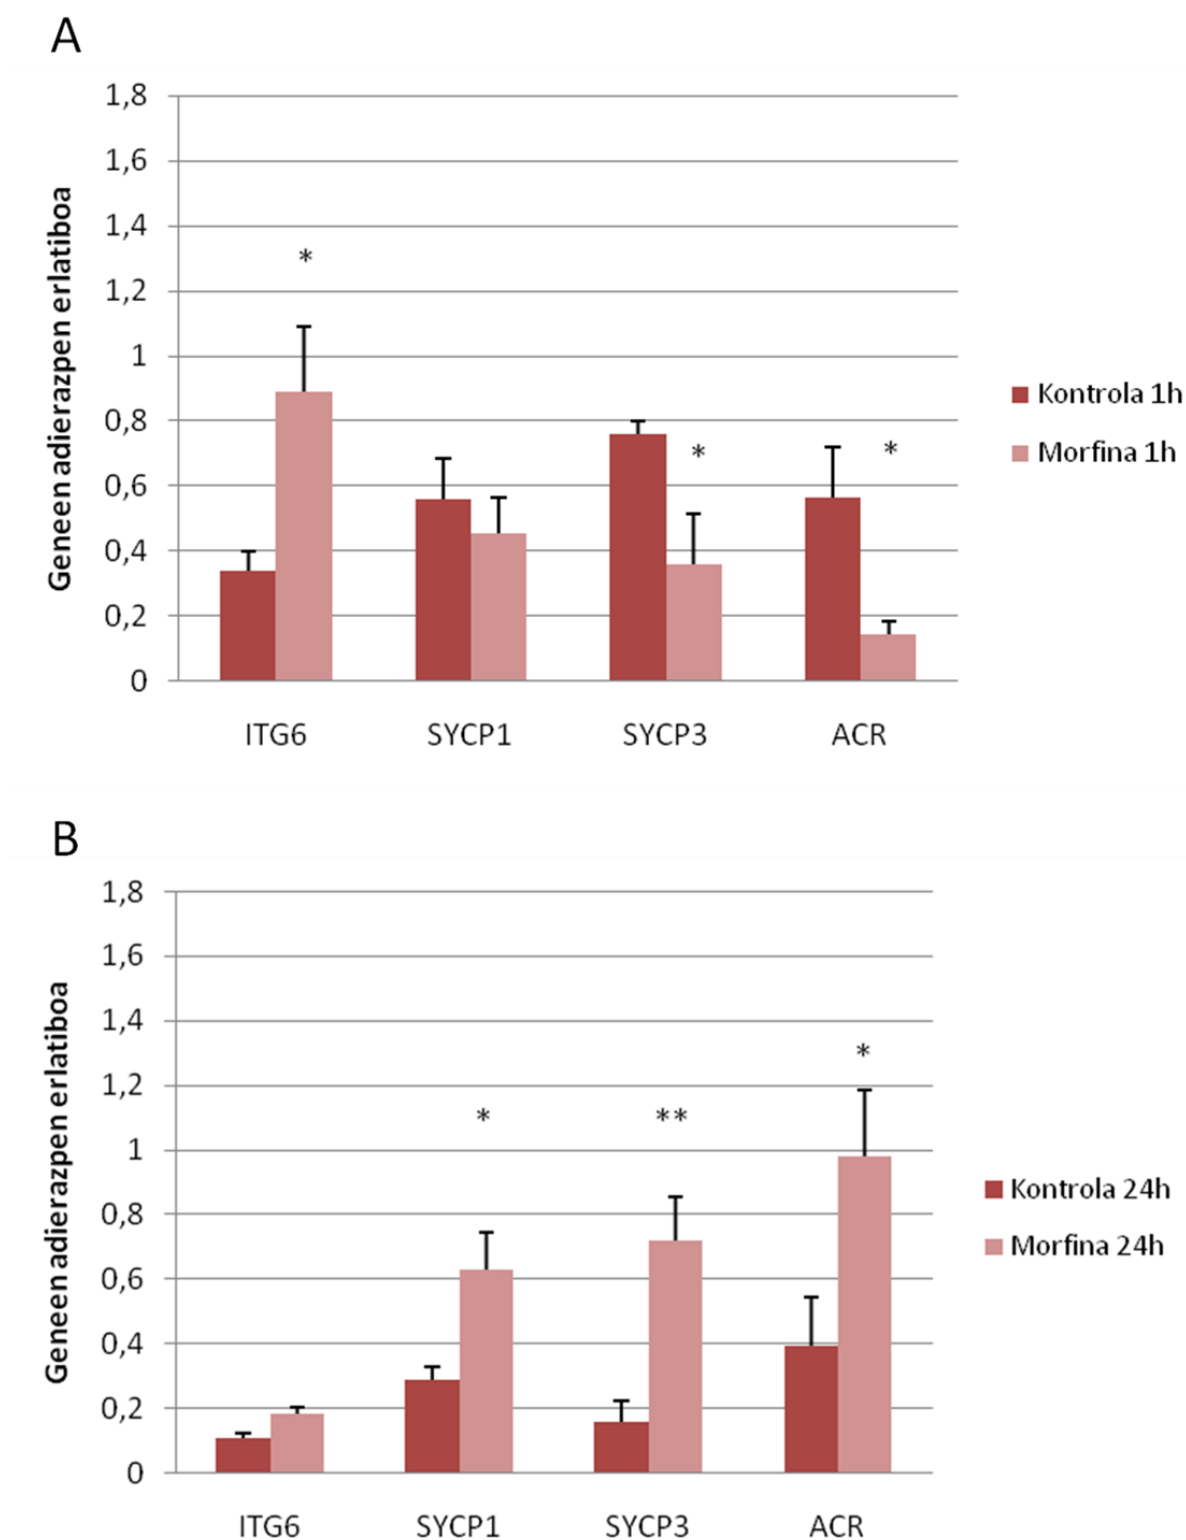 A
1,8
1,6
1,4
1,2
1
0,8
0,6
0,4
0,2
0
Geneen adierazpen erlatiboa
*
*
*
ITG6 SYCP1 SYCP3 ACR
Kontrola 1h
Morfina 1h
B
1,8
1,6
1,4
1,2
1
0,8
0,6
0,4
0,2
0
Geneen adierazpen erlatiboa
*
**
*
ITG6 SYCP1 SYCP3 ACR
Kontrola 24h
Morfina 24h